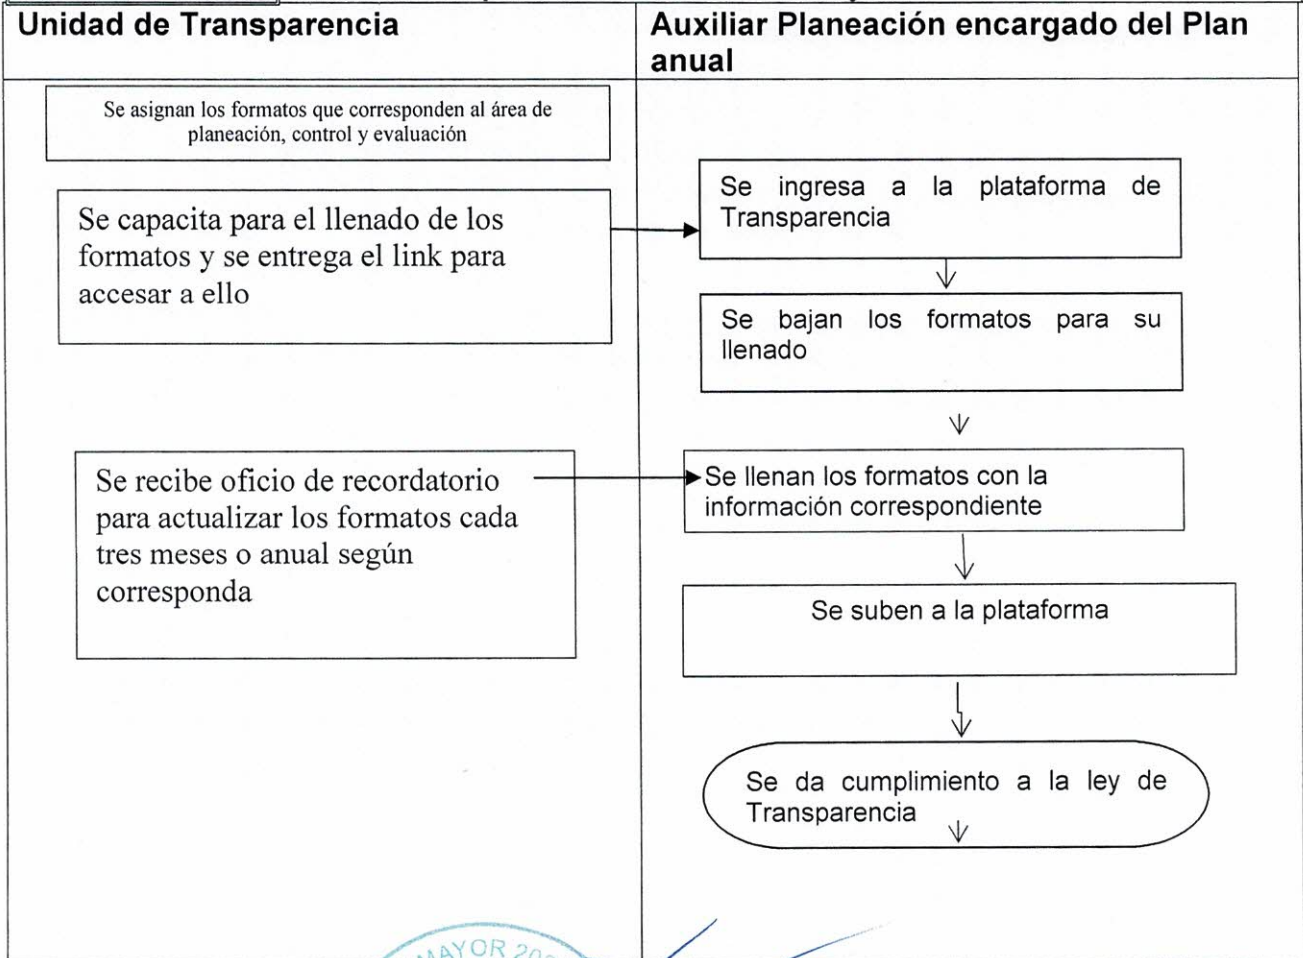 Unidad de Transparencia
Auxiliar Planeación encargado del Plan
anual
Se asignan los formatos que corresponden al área de
planeación, control y evaluación
Se capacita para el llenado de los
formatos y se entrega el link para
accesar a ello
Se ingresa a la plataforma de
Transparencia
Se bajan los formatos para su
llenado
Se recibe oficio de recordatorio
para actualizar los formatos cada
tres meses o anual según
corresponda
Se llenan los formatos con la
información correspondiente
Se suben a la plataforma
Se da cumplimiento a la ley de
Transparencia
MAYOR